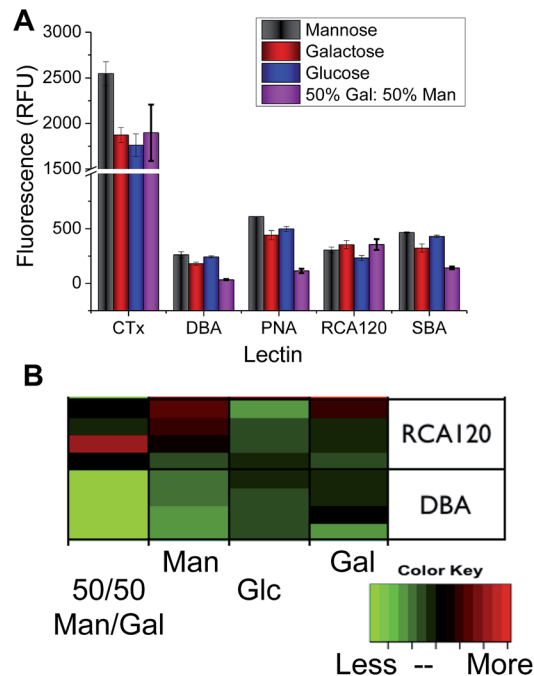 A
Mannose
Galactose
Glucose
50% Gal: 50% Man
Fluorescence (RFU)
3000
2500
2000
1500
500
0
CTx DBA PNA RCA120 SBA
Lectin
B
RCA120
DBA
Man Gal
50/50 Glc
Man/Gal
Color Key
Less -- More